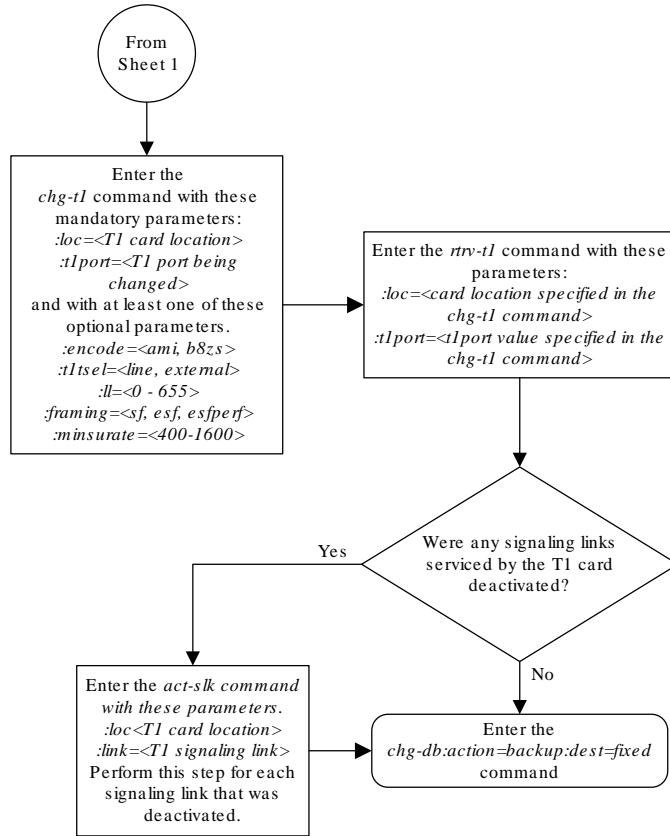 From
Sheet 1
Enter the
chg-t1 command with these
mandatory parameters:
:loc=<T1 card location>
:t1port=<T1 port being
changed>
and with at least one of these
optional parameters.
:encode=<ami, b8zs>
:t1tsel=<line, external>
:ll=<0 - 655>
:framing=<sf, esf, esfperf>
:minsurate=<400-1600>
Enter the rtrv-t1 command with these
parameters:
:loc=<card location specified in the
chg-t1 command>
:t1port=<t1port value specified in the
chg-t1 command>
Were any signaling links
serviced by the T1 card
deactivated?
Yes
No
Enter the act-slk command
with these parameters.
:loc<T1 card location>
:link=<T1 signaling link>
Perform this step for each
signaling link that was
deactivated.
Enter the
chg-db:action=backup:dest=fixed
command